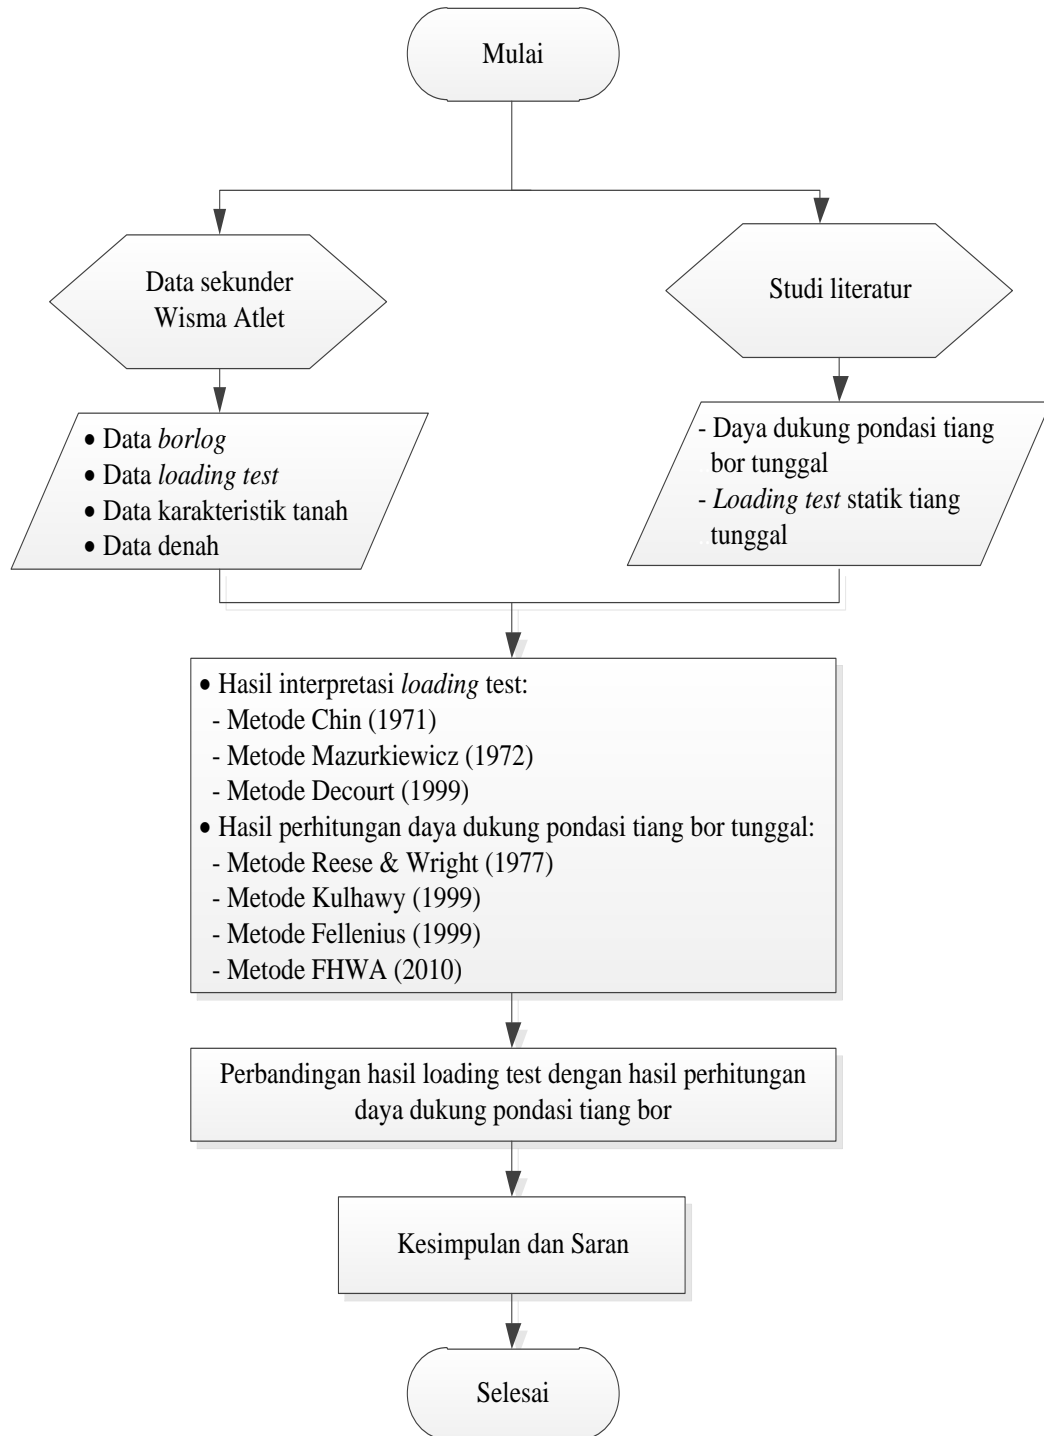 Mulai
Data sekunder
Wisma Atlet
Studi literatur
• Data borlog
• Data loading test
• Data karakteristik tanah
• Data denah
- Daya dukung pondasi tiang
bor tunggal
- Loading test statik tiang
tunggal
• Hasil interpretasi loading test:
- Metode Chin (1971)
- Metode Mazurkiewicz (1972)
- Metode Decourt (1999)
• Hasil perhitungan daya dukung pondasi tiang bor tunggal:
- Metode Reese & Wright (1977)
- Metode Kulhawy (1999)
- Metode Fellenius (1999)
- Metode FHWA (2010)
Perbandingan hasil loading test dengan hasil perhitungan
daya dukung pondasi tiang bor
Kesimpulan dan Saran
Selesai